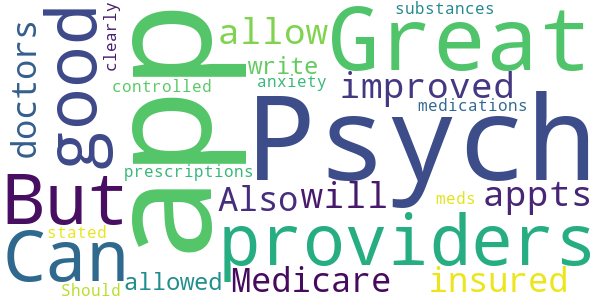 substances
Great
allow
clearly
good
doctors
app
write
anxiety
improved
controlled
medications
Psych
prescriptions
But
Also
will
meds
appts
providers
stated
Can
allowed
Medicare
insured
Should